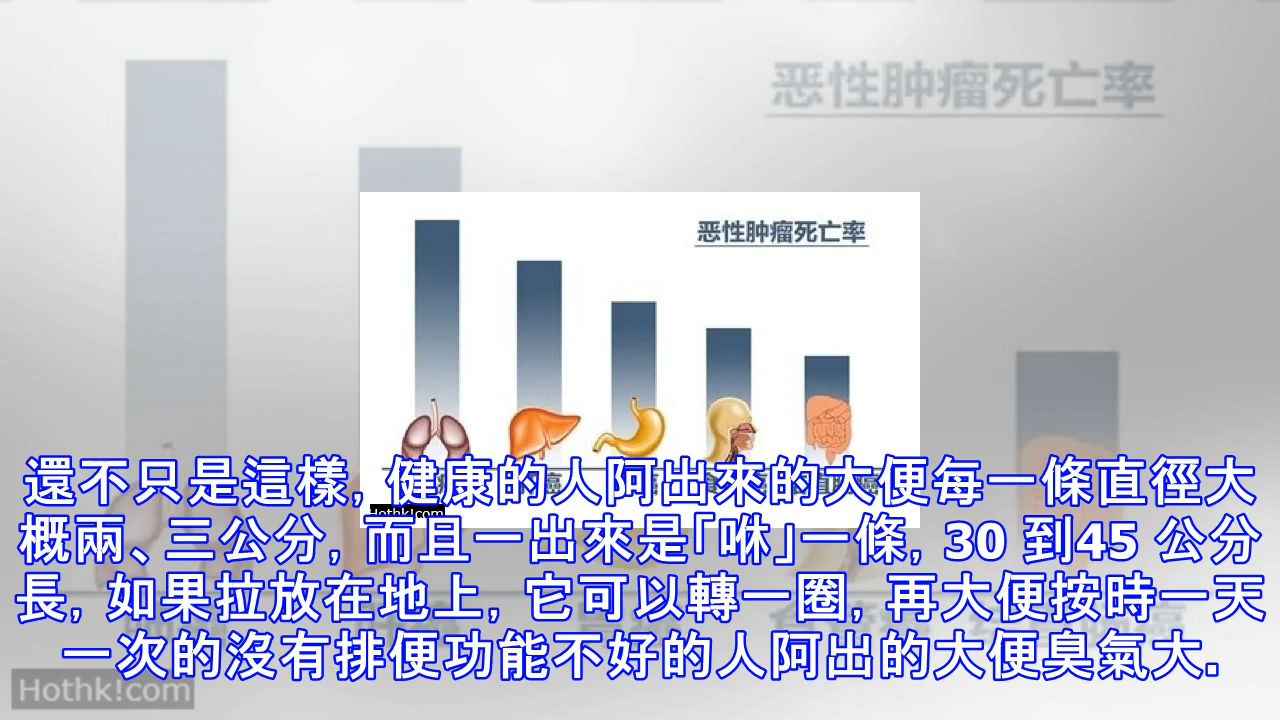 恶性肿瘤死亡率
恶性肿瘤死亡率
還不只是這樣, 健康的人阿出來的大便每一條直徑大
概兩、三公分, 而且一出來是「咻」一條, 30 到45 公分
長, 如果拉放在地上, 它可以轉一圈, 再大便按時一天
一次的沒有排便功能不好的人阿出的大便臭氣大.
Hothk!com
Hothk!com